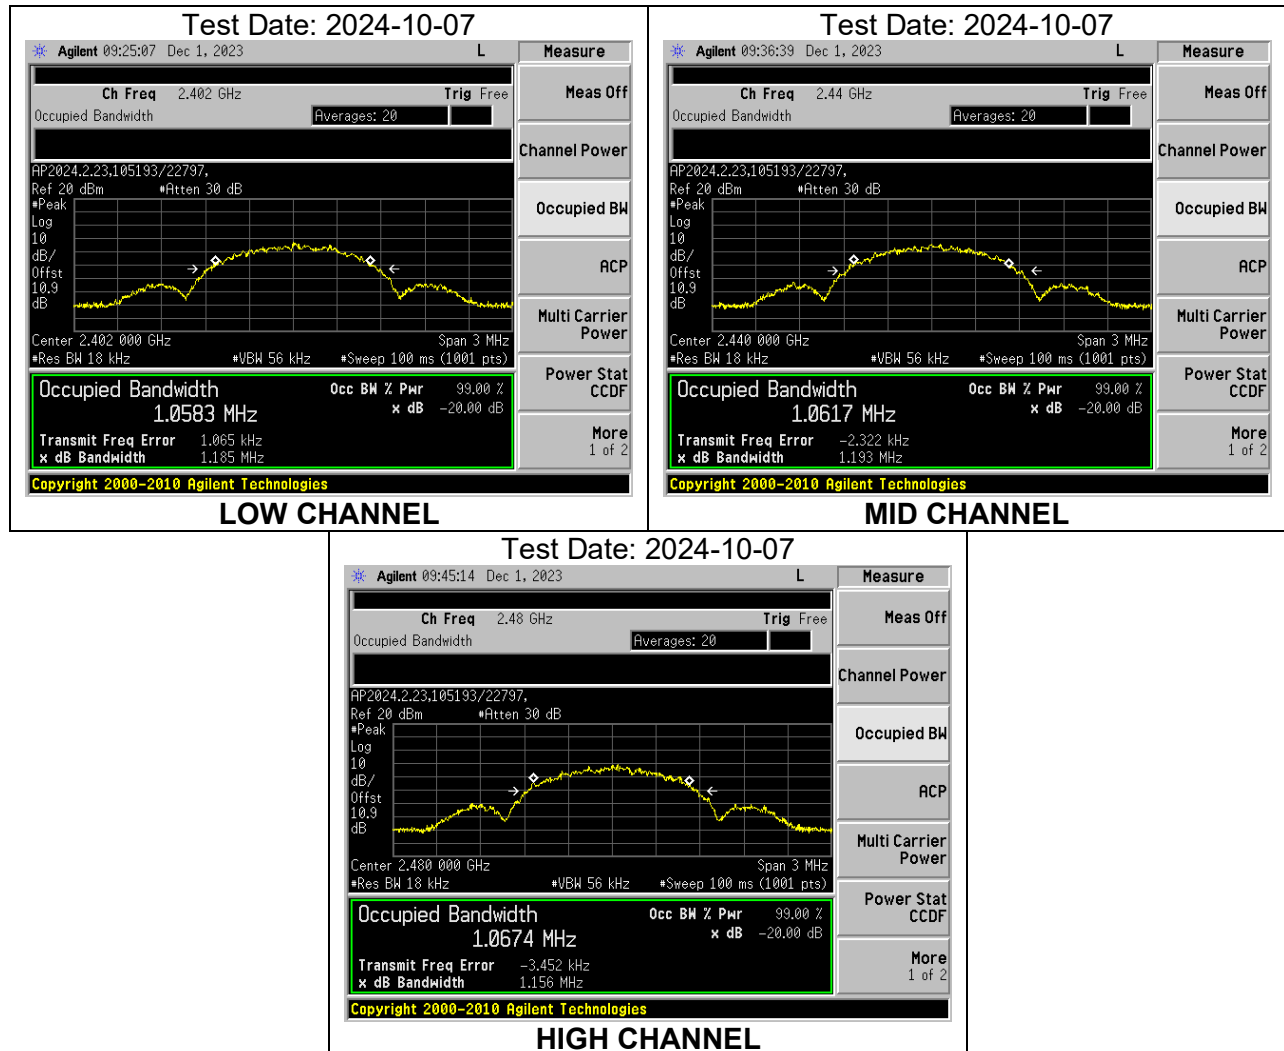 Test Date: 2024-10-07
Agilent 09:25:07 Dec 1, 2023 L
Measure
Ch Freq 2.402 GHz Trig Free
Occupied Bandwidth Averages: 20
AP2024.2.23,105193/22797,
Ref 20 dBm #Atten 30 dB
#Peak
Log
10
dB/
Offst
10.9
dB
Center 2.402 000 GHz Span 3 MHz
#Res BW 18 kHz #VBW 56 kHz #Sweep 100 ms (1001 pts)
Occupied Bandwidth Occ BW % Pwr 99.00 %
1.0583 MHz x dB -20.00 dB
Transmit Freq Error 1.065 kHz
x dB Bandwidth 1.185 MHz
Copyright 2000-2010 Agilent Technologies
Meas Off
Channel Power
Occupied BW
ACP
Multi Carrier
Power
Power Stat
CCDF
More
1 of 2
LOW CHANNEL
Test Date: 2024-10-07
Agilent 09:36:39 Dec 1, 2023 L
Measure
Ch Freq 2.44 GHz Trig Free
Occupied Bandwidth Averages: 20
AP2024.2.23,105193/22797,
Ref 20 dBm #Atten 30 dB
#Peak
Log
10
dB/
Offst
10.9
dB
Center 2.440 000 GHz Span 3 MHz
#Res BW 18 kHz #VBW 56 kHz #Sweep 100 ms (1001 pts)
Occupied Bandwidth Occ BW % Pwr 99.00 %
1.0617 MHz x dB -20.00 dB
Transmit Freq Error -2.322 kHz
x dB Bandwidth 1.193 MHz
Copyright 2000-2010 Agilent Technologies
Meas Off
Channel Power
Occupied BW
ACP
Multi Carrier
Power
Power Stat
CCDF
More
1 of 2
MID CHANNEL
Test Date: 2024-10-07
Agilent 09:45:14 Dec 1, 2023 L
Measure
Ch Freq 2.48 GHz Trig Free
Occupied Bandwidth Averages: 20
AP2024.2.23,105193/22797,
Ref 20 dBm #Atten 30 dB
#Peak
Log
10
dB/
Offst
10.9
dB
Center 2.480 000 GHz Span 3 MHz
#Res BW 18 kHz #VBW 56 kHz #Sweep 100 ms (1001 pts)
Occupied Bandwidth Occ BW % Pwr 99.00 %
1.0674 MHz x dB -20.00 dB
Transmit Freq Error -3.452 kHz
x dB Bandwidth 1.156 MHz
Copyright 2000-2010 Agilent Technologies
Meas Off
Channel Power
Occupied BW
ACP
Multi Carrier
Power
Power Stat
CCDF
More
1 of 2
HIGH CHANNEL